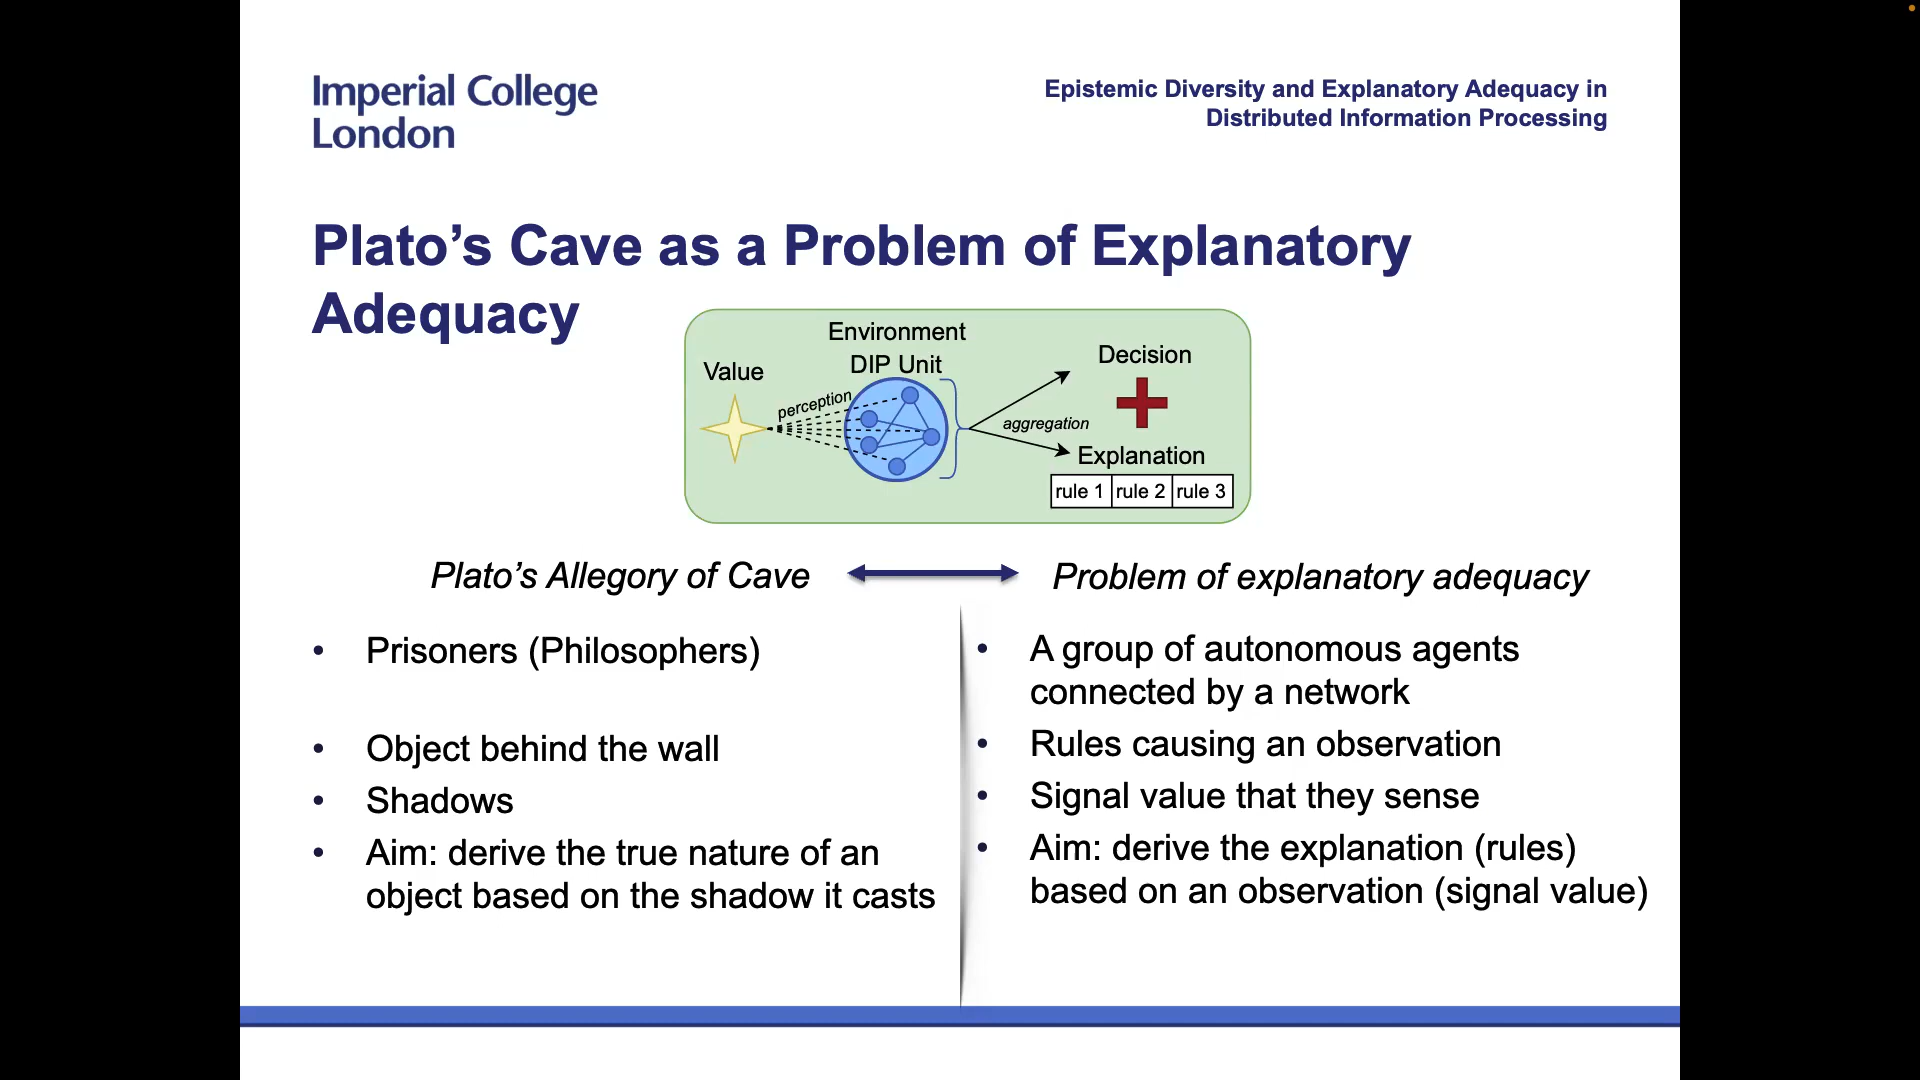 Imperial College
London
Epistemic Diversity and Explanatory Adequacy in
Distributed Information Processing
Plato’s Cave as a Problem of Explanatory
Adequacy
Environment
DIP Unit
Value
perception
Decision
aggregation
Explanation
rule 1 rule 2 rule 3
Plato’s Allegory of Cave
• Prisoners (Philosophers)
• Object behind the wall
• Shadows
• Aim: derive the true nature of an
object based on the shadow it casts
Problem of explanatory adequacy
• A group of autonomous agents
connected by a network
• Rules causing an observation
• Signal value that they sense
• Aim: derive the explanation (rules)
based on an observation (signal value)